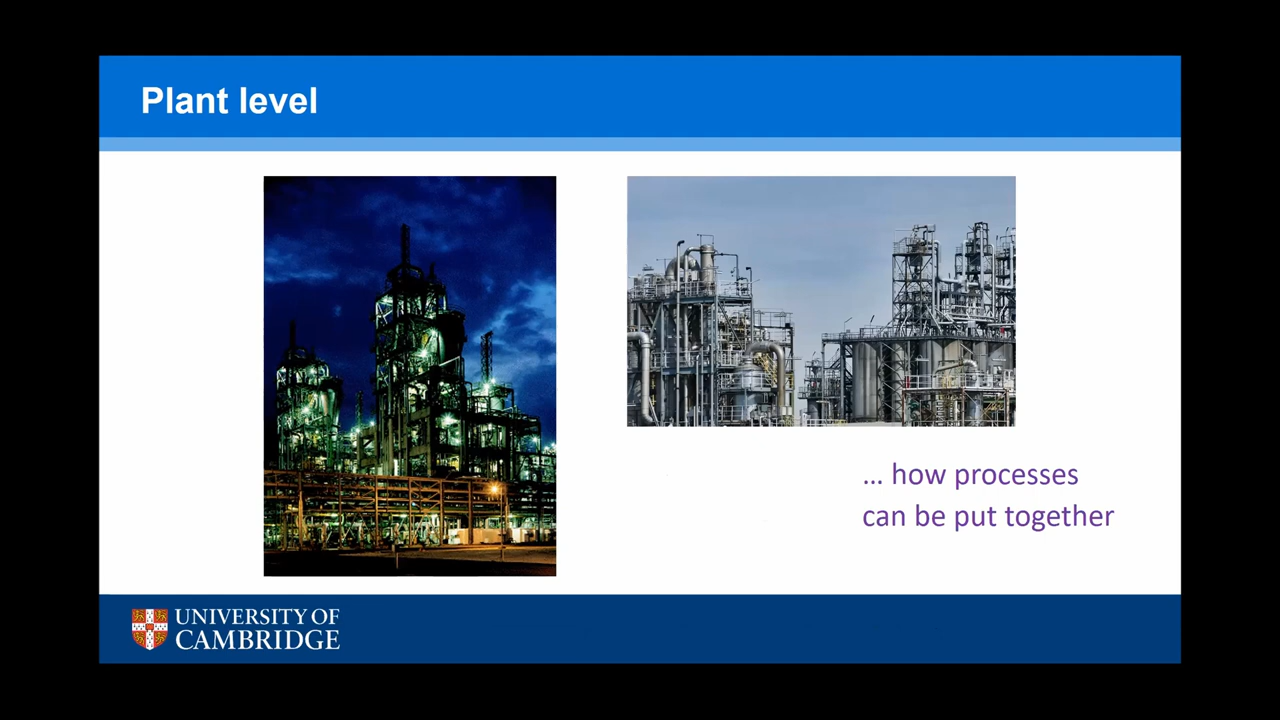 Plant level
… how processes
can be put together
UNIVERSITY OF
CAMBRIDGE